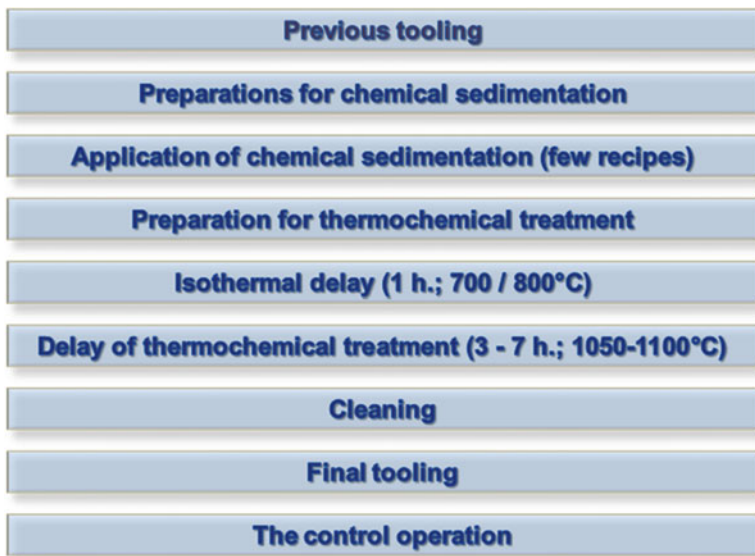 Previous tooling
Preparations for chemical sedimentation
Application of chemical sedimentation (few recipes)
Preparation for thermochemical treatment
Isothermal delay (1 h.; 700 / 800°C)
Delay of thermochemical treatment (3 - 7 h.; 1050-1100°C)
Cleaning
Final tooling
The control operation